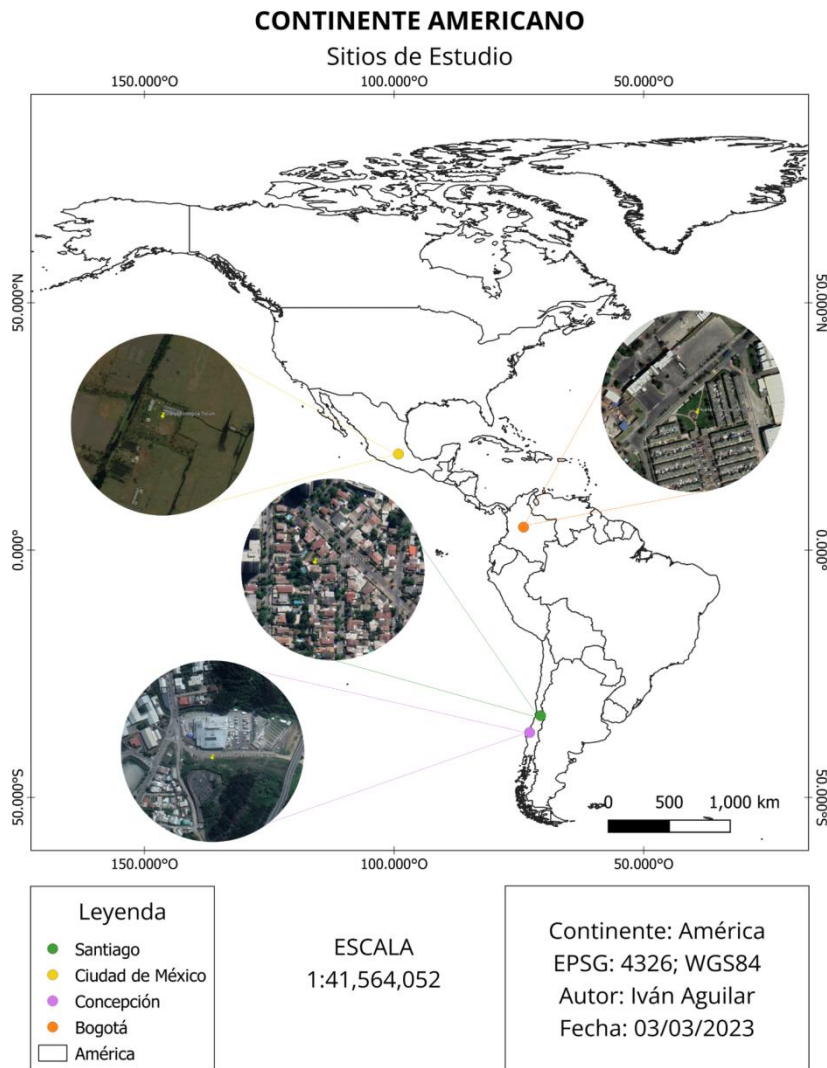 CONTINENTE AMERICANO
Sitios de Estudio
150.000°O 100.000°O 50.000°O
50.000°N
50.000°N
0.000°
0.000°
50.000°S
50.000°S
0 500 1,000 km
150.000°O 100.000°O 50.000°O
Leyenda
Santiago
Ciudad de México
Concepción
Bogotá
América
ESCALA
1:41,564,052
Continente: América
EPSG: 4326; WGS84
Autor: Iván Aguilar
Fecha: 03/03/2023